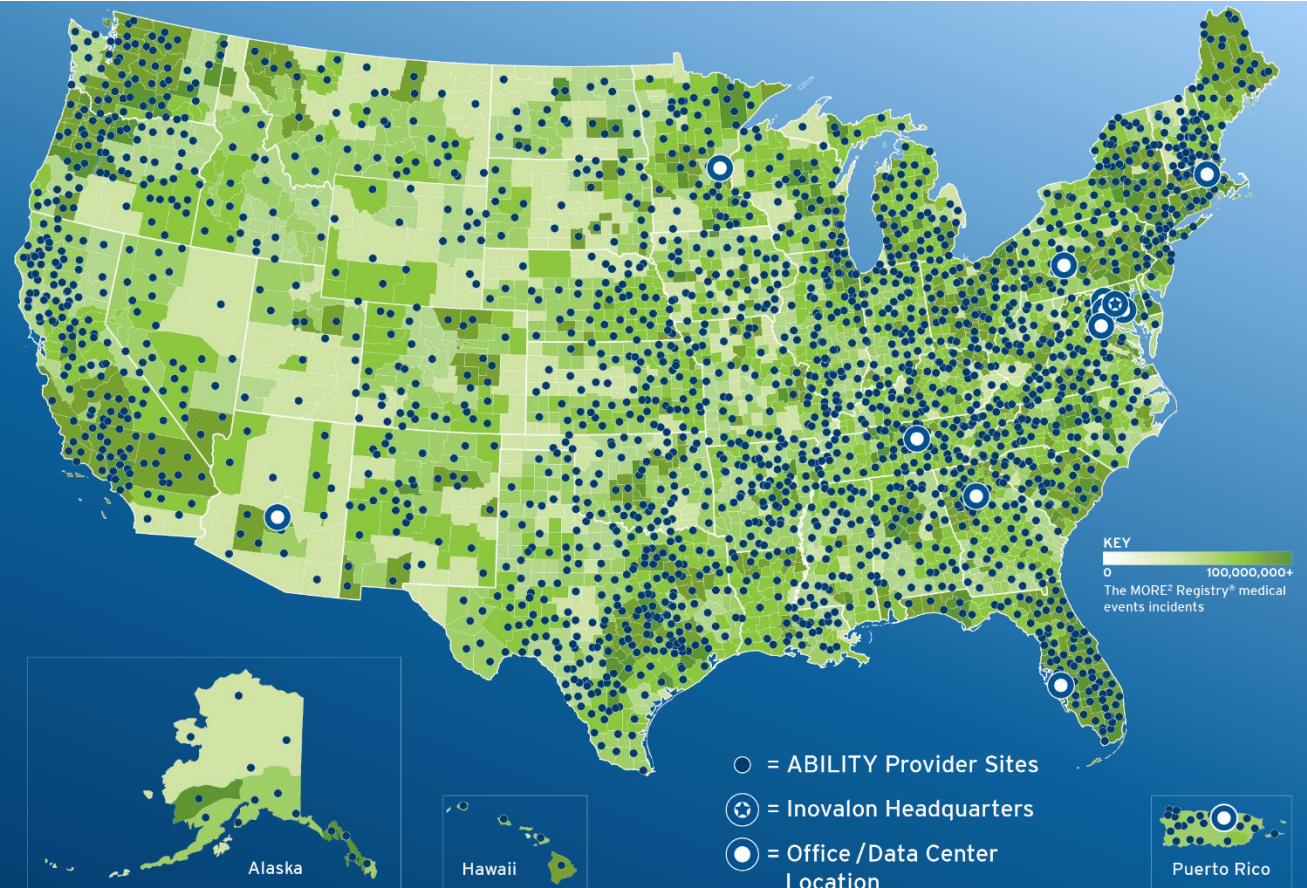 KEY
0 100,000,000+
The MORE² Registry® medical
events incidents
= ABILITY Provider Sites
= Inovalon Headquarters
= Office / Data Center
Location
Alaska
Hawaii
Puerto Rico